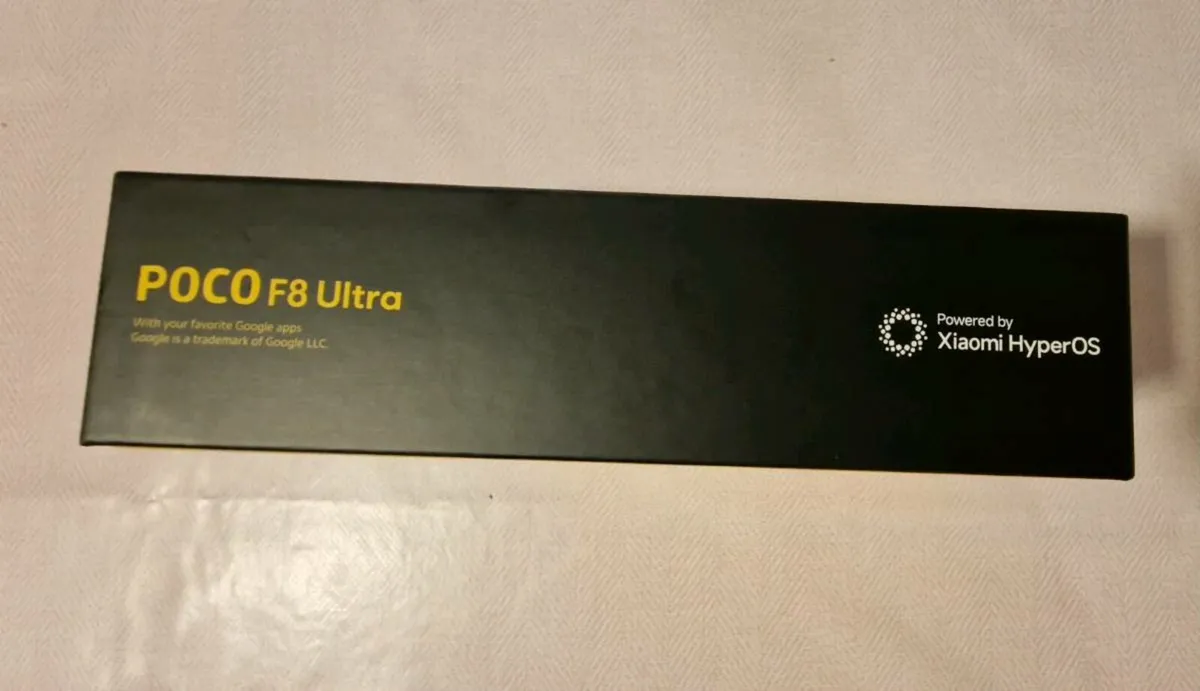 POCO F8 Ultra
With your favorite Google apps
Google is a trademark of Google LLC.
Powered by
Xiaomi HyperOS